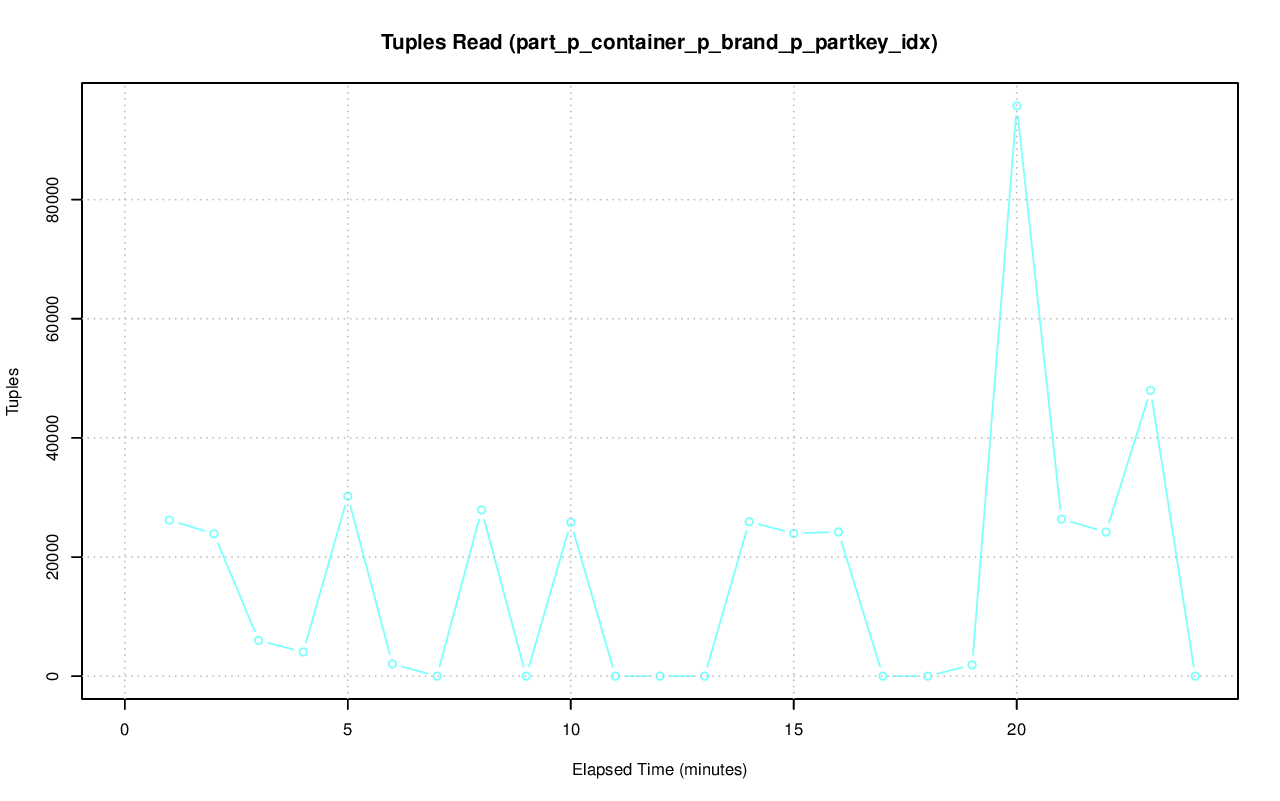 Tuples Read (part_p_container_p_brand_p_partkey_idx)
Tuples
80000
60000
40000
20000
0
0 5 10 15 20
Elapsed Time (minutes)